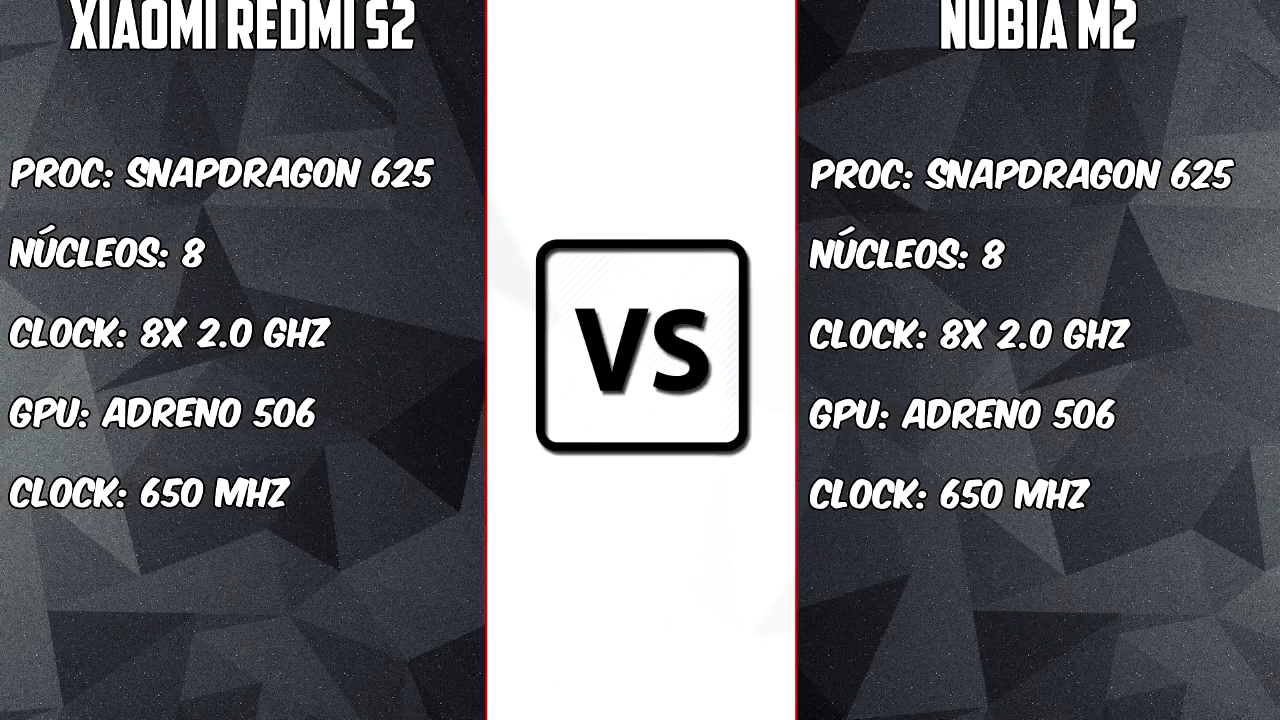 XIAOMI REDMI S2
PROC: SNAPDRAGON 625
NÚCLEOS: 8
CLOCK: 8X 2.0 GHZ
GPU: ADRENO 506
CLOCK: 650 MHZ
VS
NUBIA M2
PROC: SNAPDRAGON 625
NÚCLEOS: 8
CLOCK: 8X 2.0 GHZ
GPU: ADRENO 506
CLOCK: 650 MHZ